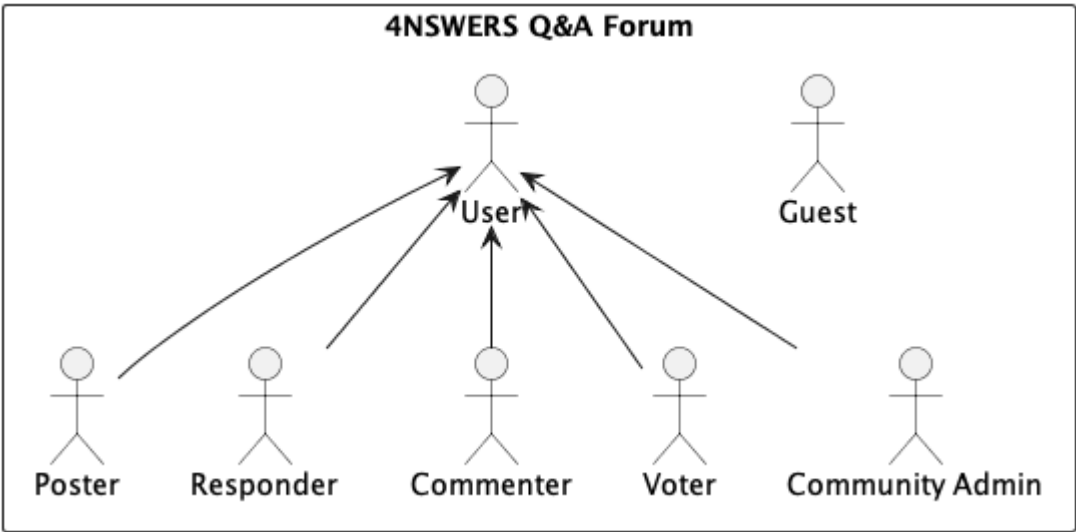 4NSWERS Q&A Forum
User
Guest
Poster
Responder
Commenter
Voter
Community Admin